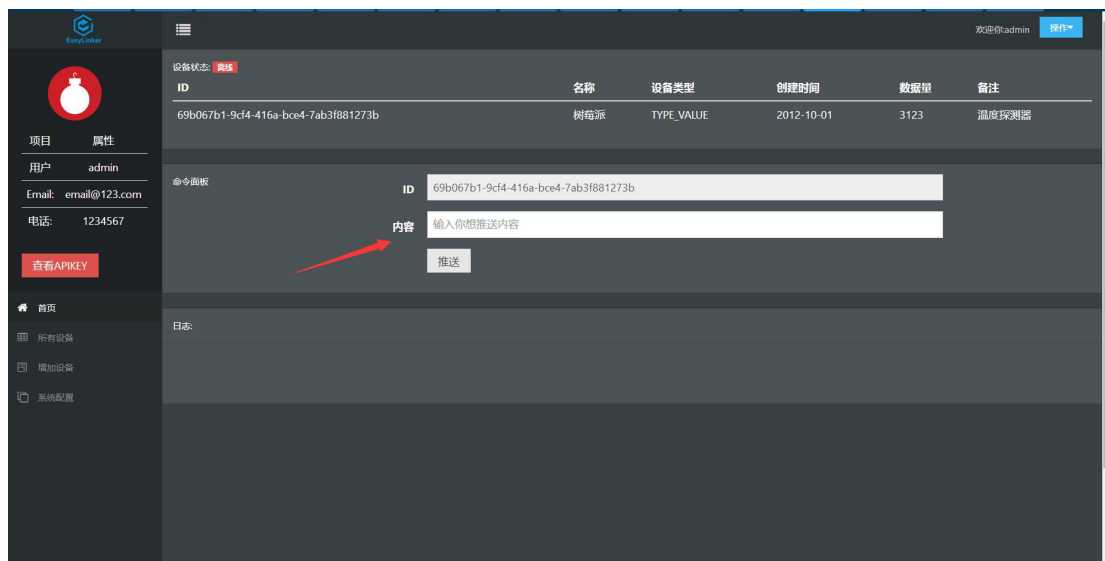 EasyLinker
欢迎你:admin 操作
项目 属性
用户 admin
Email: email@123.com
电话: 1234567
查看APIKEY
首页
所有设备
增加设备
系统配置
设备状态: 离线
ID 名称 设备类型 创建时间 数据量 备注
69b067b1-9cf4-416a-bce4-7ab3f881273b 树莓派 TYPE_VALUE 2012-10-01 3123 温度探测器
命令面板
ID 69b067b1-9cf4-416a-bce4-7ab3f881273b
内容 输入你想推送内容
推送
日志: